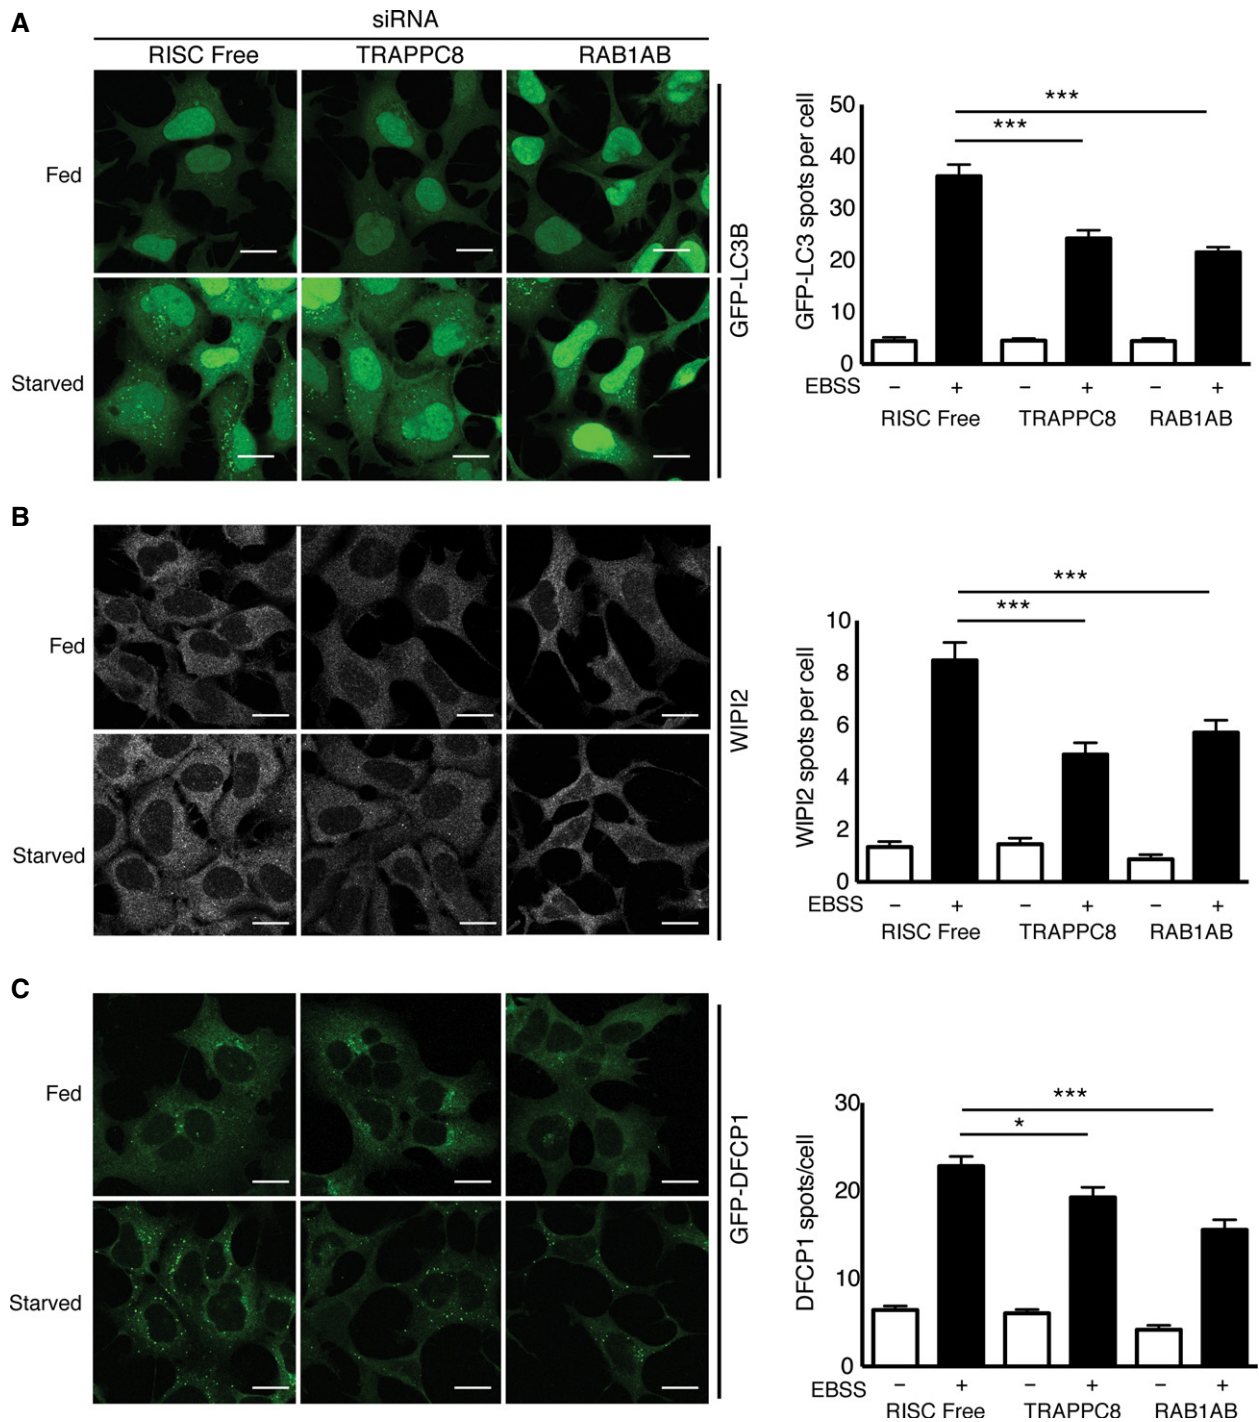 A
siRNA
RISC Free TRAPPC8 RAB1AB
Fed
Starved
GFP-LC3B
GFP-LC3 spots per cell
50
40
30
20
10
0
***
***
EBSS − + − + − +
RISC Free TRAPPC8 RAB1AB
B
Fed
Starved
WIPI2
WIPI2 spots per cell
10
8
6
4
2
0
***
***
EBSS − + − + − +
RISC Free TRAPPC8 RAB1AB
C
Fed
Starved
GFP-DFCP1
DFCP1 spots/cell
30
20
10
0
***
*
EBSS − + − + − +
RISC Free TRAPPC8 RAB1AB